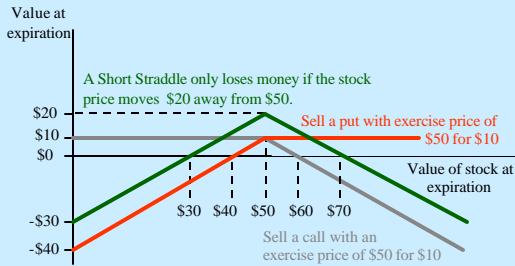 Value at
expiration
A Short Straddle only loses money if the stock
price moves $20 away from $50.
$20
Sell a put with exercise price of
$50 for $10
$10
$0
Value of stock at
expiration
-$30
$30 $40 $50 $60 $70
-$40
Sell a call with an
exercise price of $50 for $10